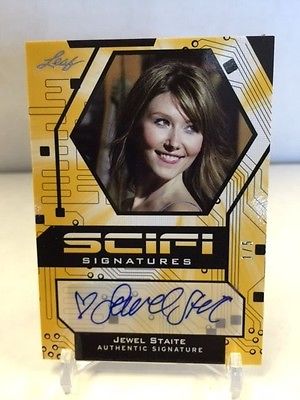 Leaf
SCIFI
SIGNATURES
1/5
♡ Jewel Staite
JEWEL STAITE
AUTHENTIC SIGNATURE